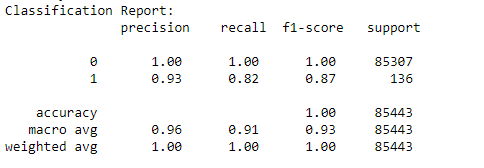 Classification Report:
precision recall f1-score support
0 1.00 1.00 1.00 85307
1 0.93 0.82 0.87 136
accuracy 1.00 85443
macro avg 0.96 0.91 0.93 85443
weighted avg 1.00 1.00 1.00 85443